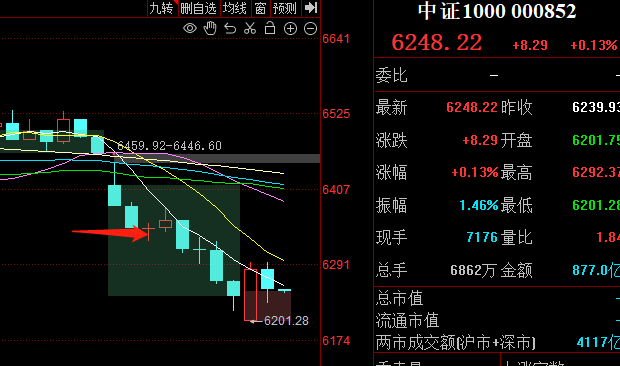 九转 删自选 均线 窗 预测
6641
6525
6459.92-6446.60
6407
6291
6201.28
6174
中证1000 000852
6248.22 +8.29 +0.13%
委比 –
最新 6248.22 昨收 6239.93
涨跌 +8.29 开盘 6201.75
涨幅 +0.13% 最高 6292.37
振幅 1.46% 最低 6201.28
现手 7176 量比 1.84
总手 6862万 金额 877.0亿
总市值 –
流通市值 –
两市成交额(沪市+深市) 4117亿